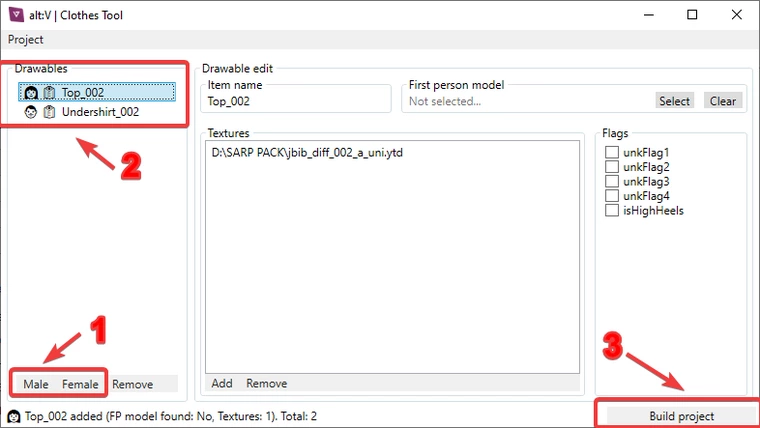 alt:V | Clothes Tool
Project
Drawables
Top_002
Undershirt_002
2
1
Male Female Remove
Drawable edit
Item name
Top_002
First person model
Not selected...
Select Clear
Textures
D:\SARP PACK\jbib_diff_002_a_uni.ytd
Add Remove
Flags
unkFlag1
unkFlag2
unkFlag3
unkFlag4
isHighHeels
3
Top_002 added (FP model found: No, Textures: 1). Total: 2
Build project